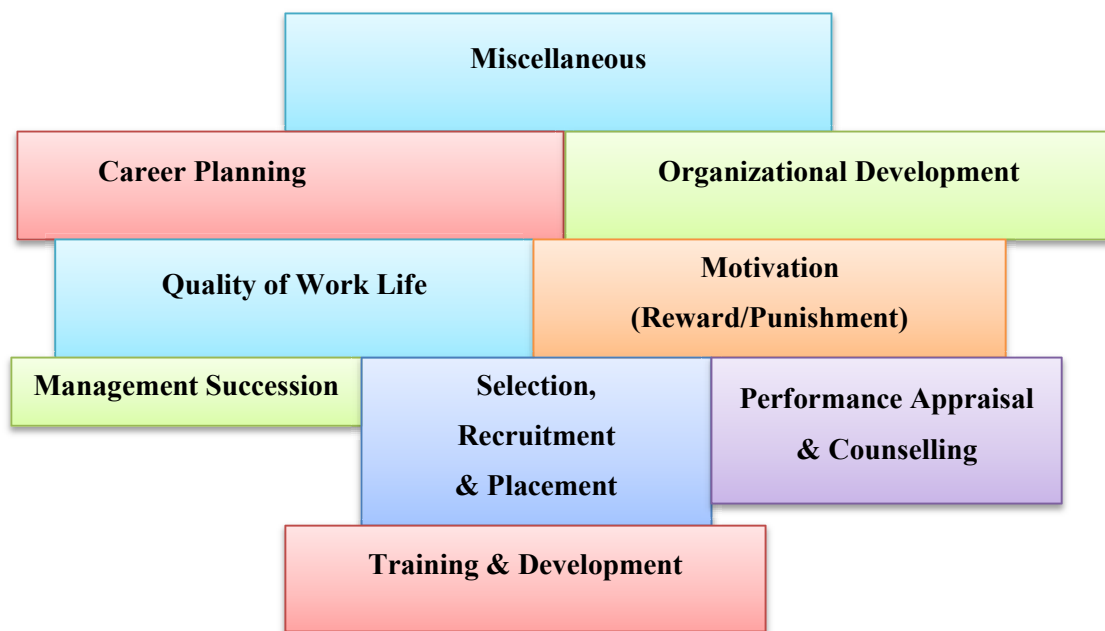 Miscellaneous
Career Planning
Organizational Development
Quality of Work Life
Motivation
(Reward/Punishment)
Management Succession
Selection,
Recruitment
& Placement
Performance Appraisal
& Counselling
Training & Development